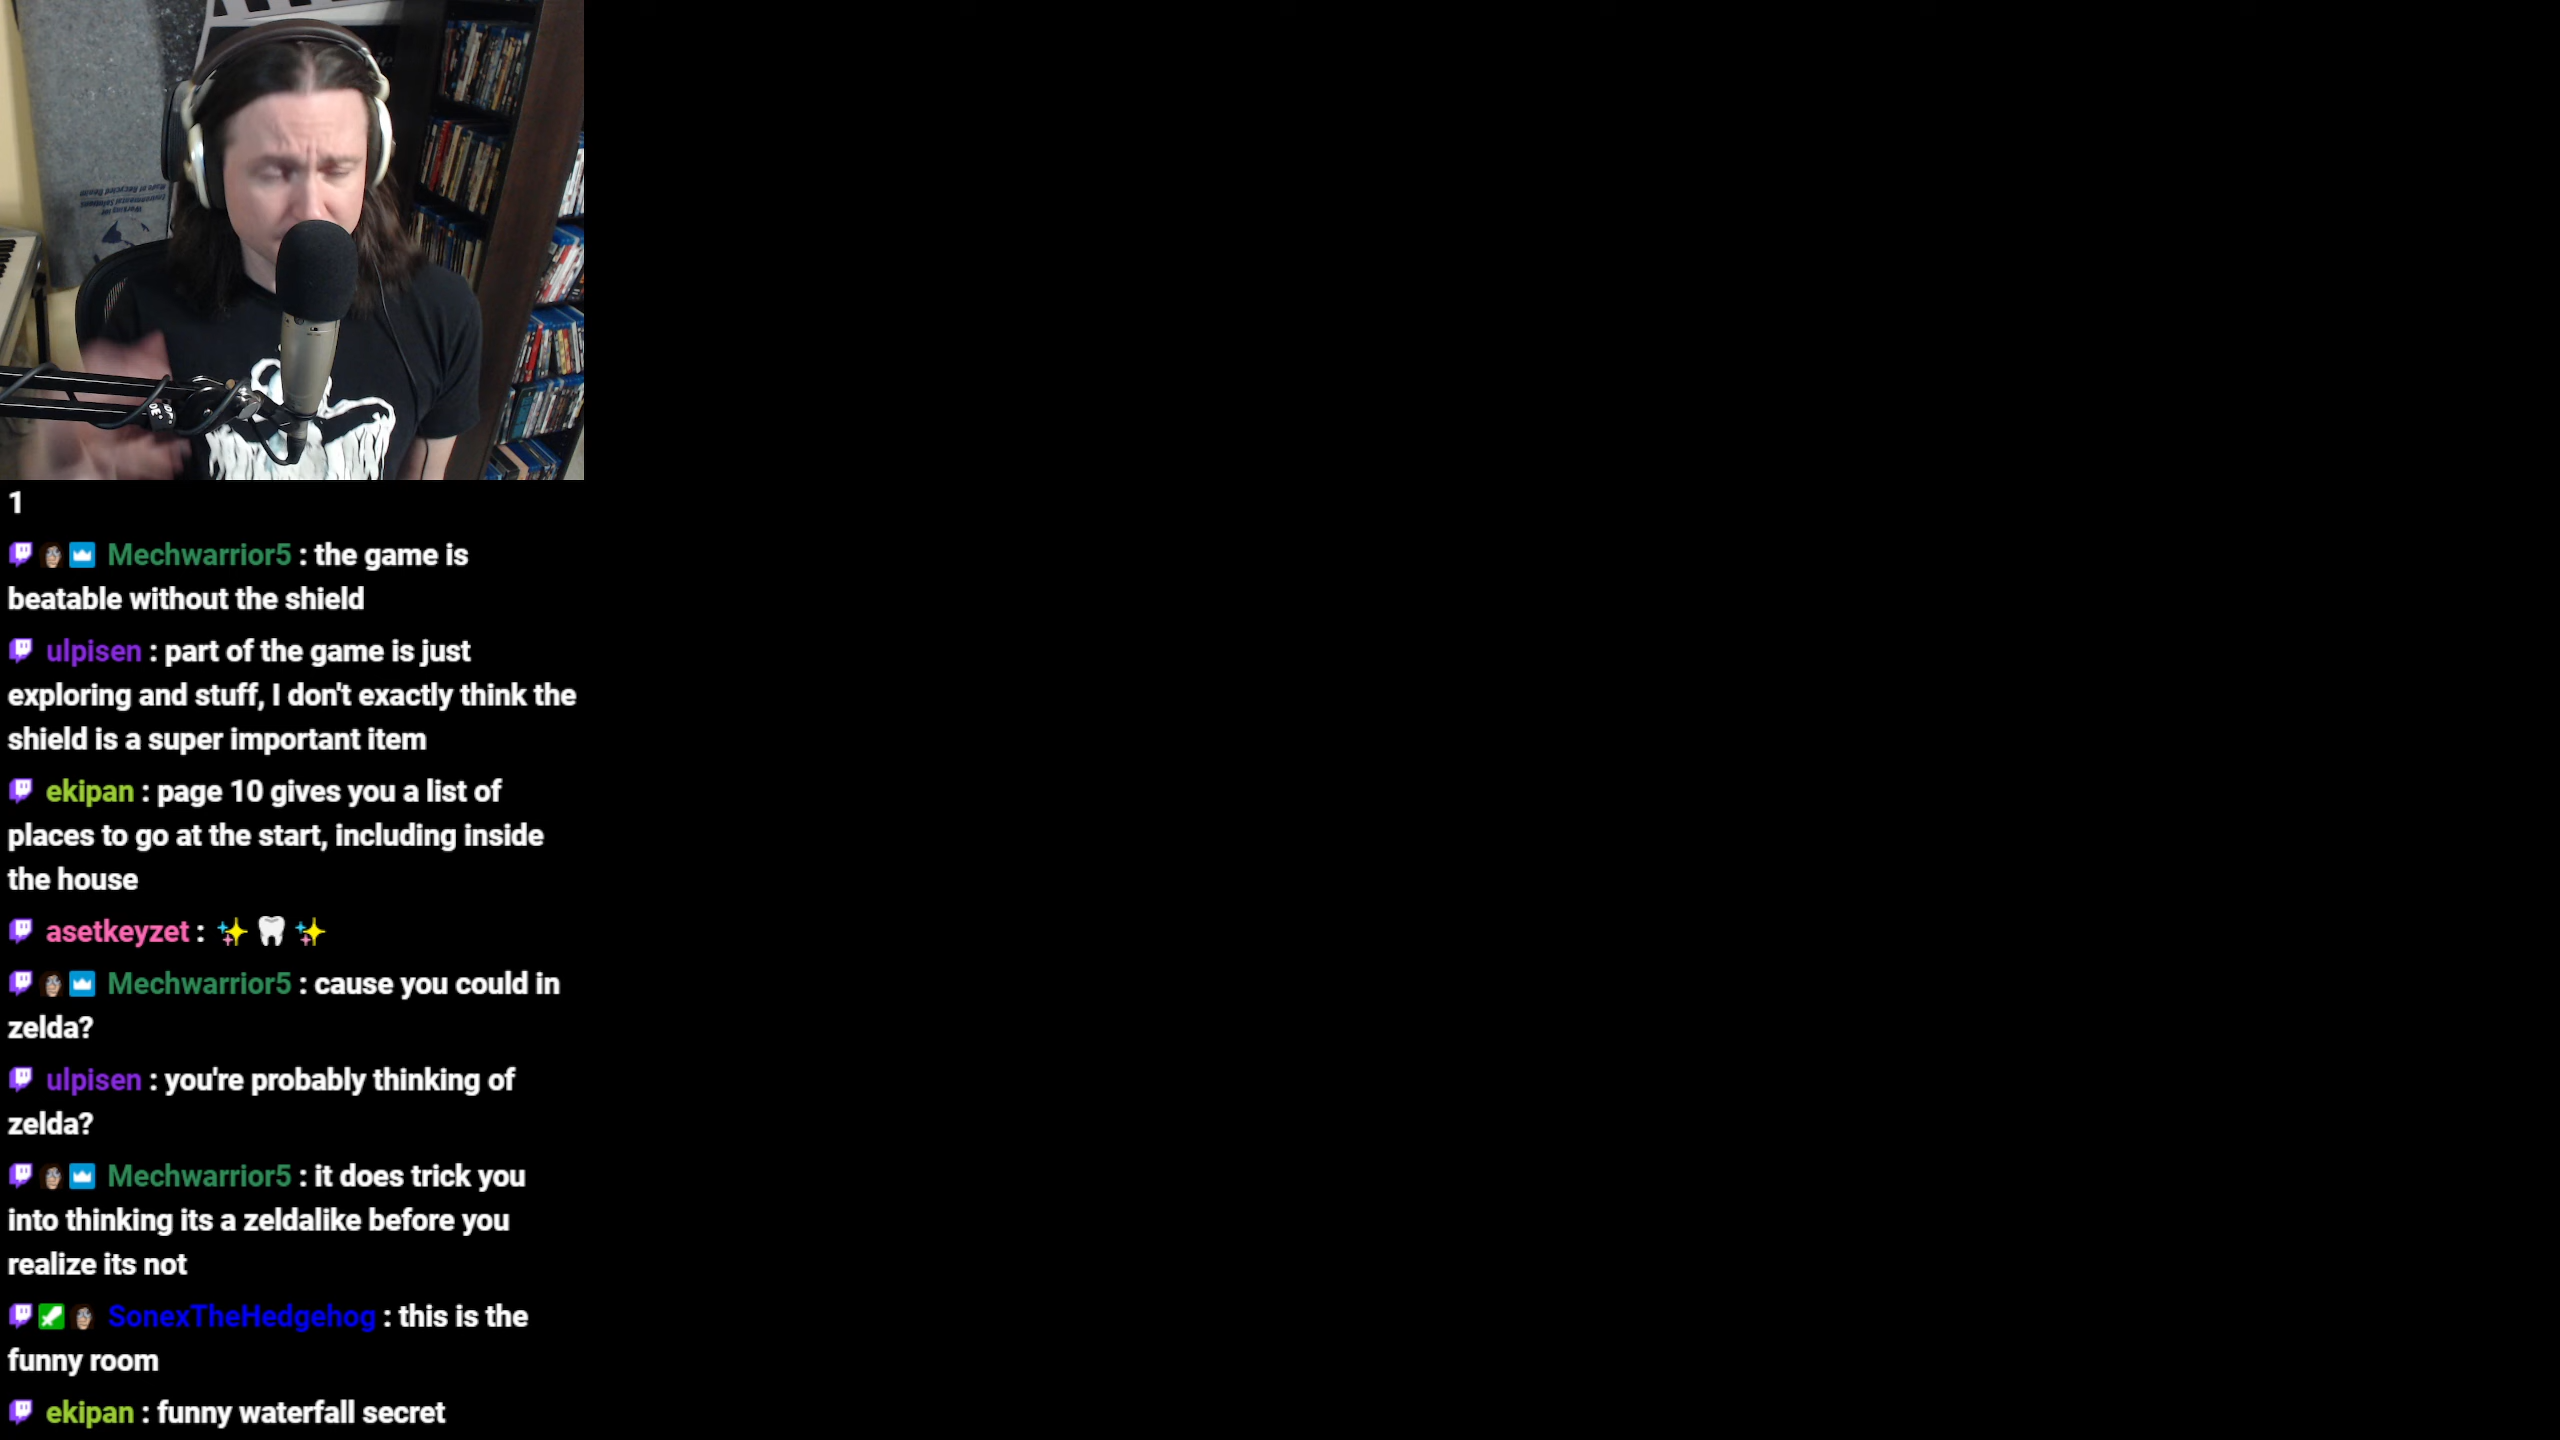 1
Mechwarrior5 : the game is
beatable without the shield
ulpisen : part of the game is just
exploring and stuff, I don't exactly think the
shield is a super important item
ekipan : page 10 gives you a list of
places to go at the start, including inside
the house
asetkeyzet : ✨ 🦷 ✨
Mechwarrior5 : cause you could in
zelda?
ulpisen : you're probably thinking of
zelda?
Mechwarrior5 : it does trick you
into thinking its a zeldalike before you
realize its not
SonexTheHedgehog : this is the
funny room
ekipan : funny waterfall secret